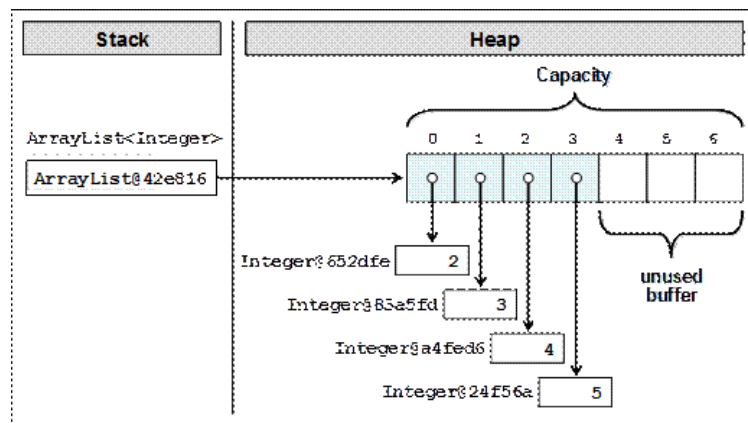 Stack
Heap
Capacity
ArrayList<Integer>
0 1 2 3 4 5 6
ArrayList@42e816
Integer@652dfe 2
unused
buffer
Integer@83a5fd 3
Integer@a4fed6 4
Integer@24f56a 5